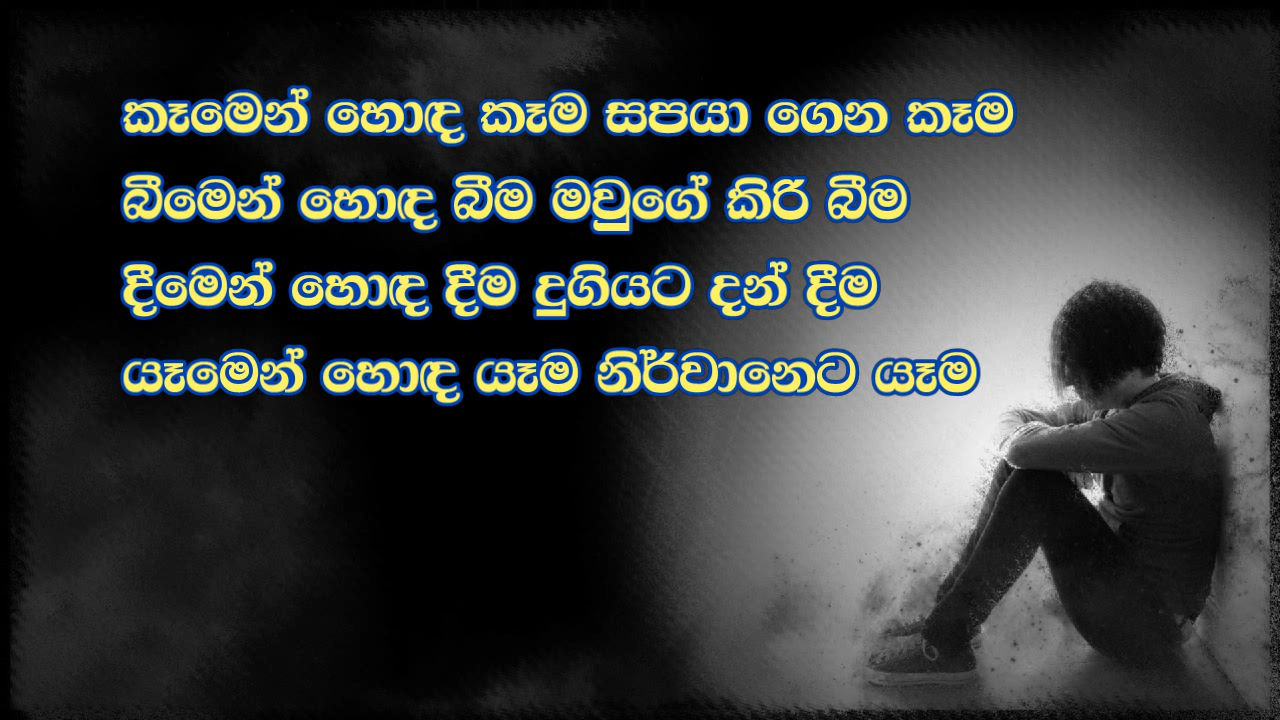 කෑමෙන් හොඳ කෑම සපයා ගෙන කෑම
බීමෙන් හොඳ බීම මවුගේ කිරි බීම
දීමෙන් හොඳ දීම දුගියට දන් දීම
යෑමෙන් හොඳ යෑම නිර්වානෙට යෑම